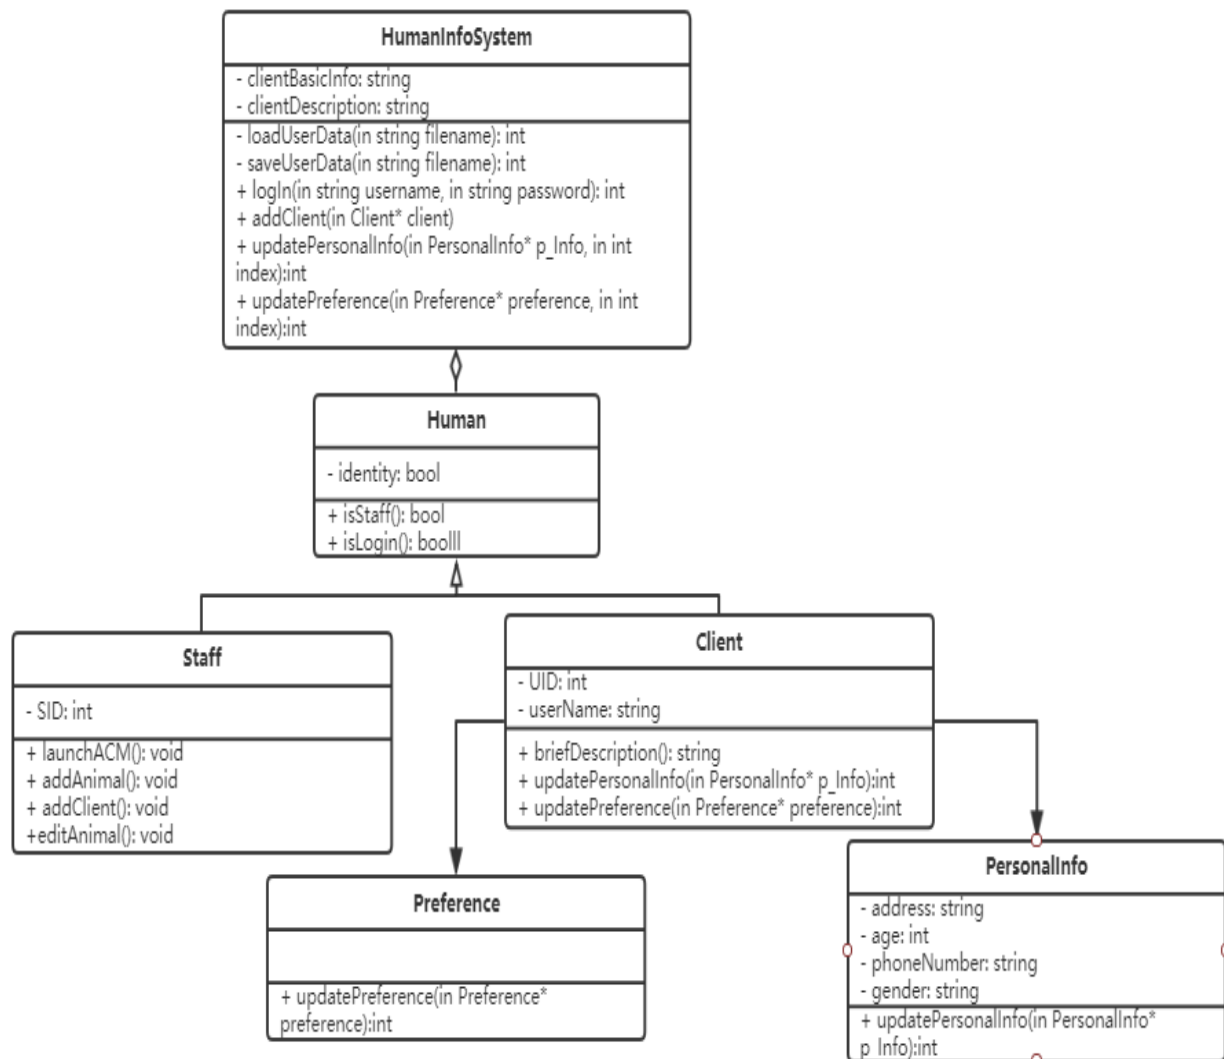 HumanInfoSystem
- clientBasicInfo: string
- clientDescription: string
- loadUserData(in string filename): int
- saveUserData(in string filename): int
+ logIn(in string username, in string password): int
+ addClient(in Client* client)
+ updatePersonalInfo(in PersonalInfo* p_Info, in int
index):int
+ updatePreference(in Preference* preference, in int
index):int
Human
- identity: bool
+ isStaff(): bool
+ isLogin(): boolll
Staff
- SID: int
+ launchACM(): void
+ addAnimal(): void
+ addClient(): void
+editAnimal(): void
Client
- UID: int
- userName: string
+ briefDescription(): string
+ updatePersonalInfo(in PersonalInfo* p_Info):int
+ updatePreference(in Preference* preference):int
Preference
+ updatePreference(in Preference*
preference):int
PersonalInfo
- address: string
- age: int
- phoneNumber: string
- gender: string
+ updatePersonalInfo(in PersonalInfo*
p_Info):int